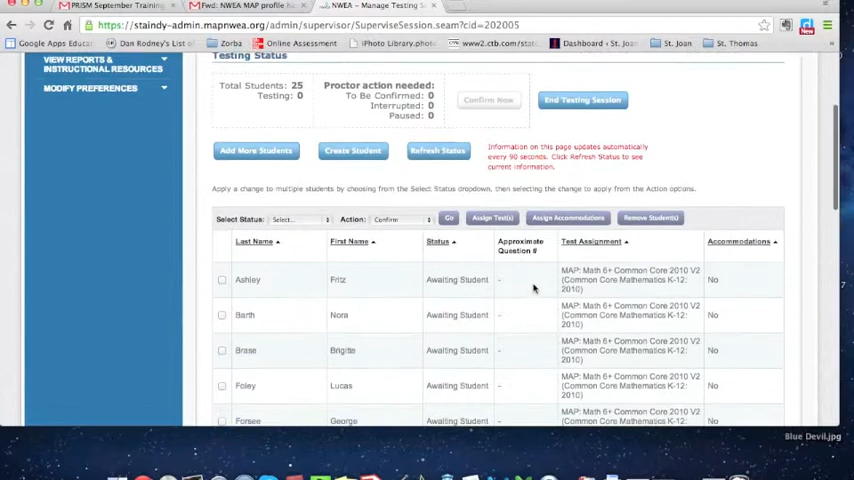 PRISM September Training
Fwd: NWEA MAP profile ha
NWEA – Manage Testing S
https://staindy-admin.mapnwea.org/admin/supervisor/SuperviseSession.seam?cid=202005
Google Apps Educat
Dan Rodney's List of
Zorba
Online Assessment
iPhoto Library.photo
www2.ctb.com/stat
Dashboard ‹ St. Joan
St. Joan
St. Thomas
VIEW REPORTS &
INSTRUCTIONAL RESOURCES
MODIFY PREFERENCES
Testing Status
Total Students: 25
Testing: 0
Proctor action needed:
To Be Confirmed: 0
Interrupted: 0
Paused: 0
Confirm Now
End Testing Session
Add More Students
Create Student
Refresh Status
Information on this page updates automatically
every 90 seconds. Click Refresh Status to see
current information.
Apply a change to multiple students by choosing from the Select Status dropdown, then selecting the change to apply from the Action options.
Select Status: Select... Action: Confirm Go Assign Test(s) Assign Accommodations Remove Student(s)
Last Name First Name Status Approximate Question # Test Assignment Accommodations
Ashley Fritz Awaiting Student - MAP: Math 6+ Common Core 2010 V2 No
(Common Core Mathematics K-12:
2010)
Barth Nora Awaiting Student - MAP: Math 6+ Common Core 2010 V2 No
(Common Core Mathematics K-12:
2010)
Brase Brigitte Awaiting Student - MAP: Math 6+ Common Core 2010 V2 No
(Common Core Mathematics K-12:
2010)
Foley Lucas Awaiting Student - MAP: Math 6+ Common Core 2010 V2 No
(Common Core Mathematics K-12:
2010)
Forsee George Awaiting Student - MAP: Math 6+ Common Core 2010 V2 No
(Common Core Mathematics K-12:
Blue Devil.jpg